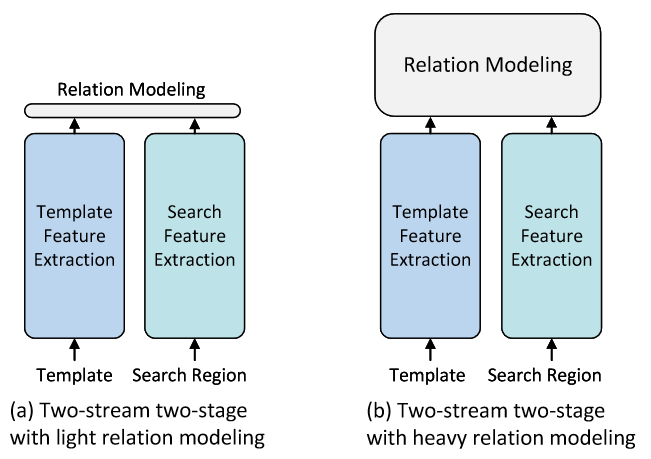 Relation Modeling
Template
Feature
Extraction
Search
Feature
Extraction
Template
Search Region
(a) Two-stream two-stage
with light relation modeling
Relation Modeling
Template
Feature
Extraction
Search
Feature
Extraction
Template
Search Region
(b) Two-stream two-stage
with heavy relation modeling